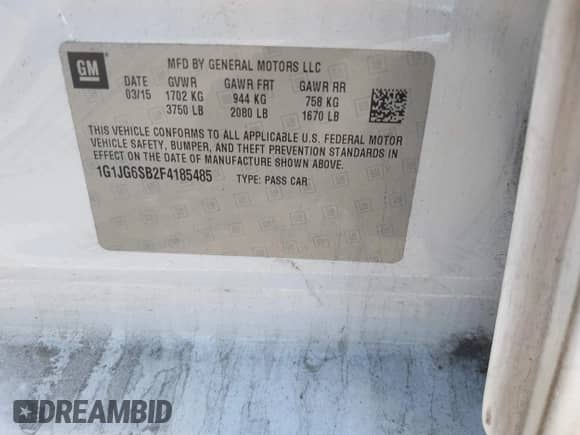 GM
MFD BY GENERAL MOTORS LLC
DATE GVWR GAWR FRT GAWR RR
03/15 1702 KG 944 KG 758 KG
3750 LB 2080 LB 1670 LB
THIS VEHICLE CONFORMS TO ALL APPLICABLE U.S. FEDERAL MOTOR
VEHICLE SAFETY, BUMPER, AND THEFT PREVENTION STANDARDS IN
EFFECT ON THE DATE OF MANUFACTURE SHOWN ABOVE.
1G1JG6SB2F4185485 TYPE: PASS CAR
DREAMBID